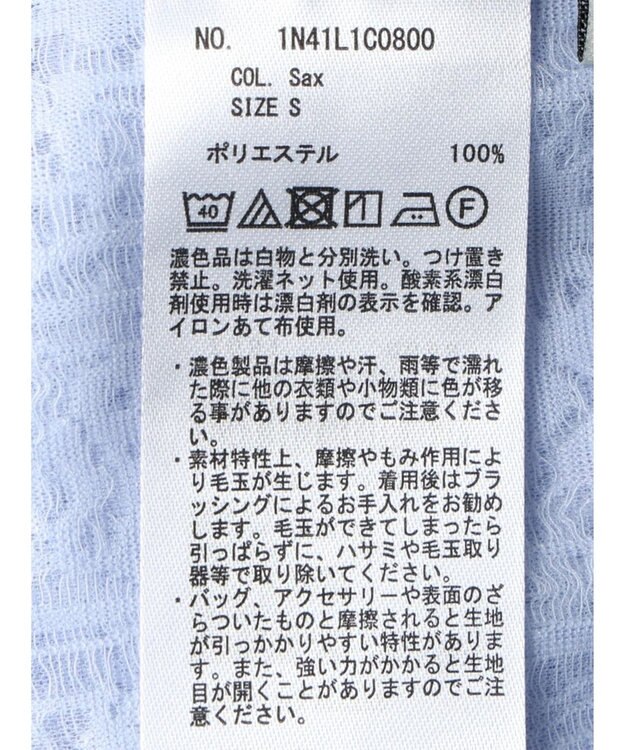 NO. 1N41L1C0800
COL. Sax
SIZE S
ポリエステル 100%
40 F
濃色品は白物と分別洗い。つけ置き
禁止。洗濯ネット使用。酸素系漂白
剤使用時は漂白剤の表示を確認。ア
イロンあて布使用。
・濃色製品は摩擦や汗、雨等で濡れ
た際に他の衣類や小物類に色が移
る事がありますのでご注意くださ
い。
・素材特性上、摩擦やもみ作用によ
り毛玉が生じます。着用後はブラ
ッシングによるお手入れをお勧め
します。毛玉ができてしまったら
引っぱらずに、ハサミや毛玉取り
器等で取り除いてください。
・バッグ、アクセサリーや表面のざ
らついたものと摩擦されると生地
が引っかかりやすい特性がありま
す。また、強い力がかかると生地
目が開くことがありますのでご注
意ください。